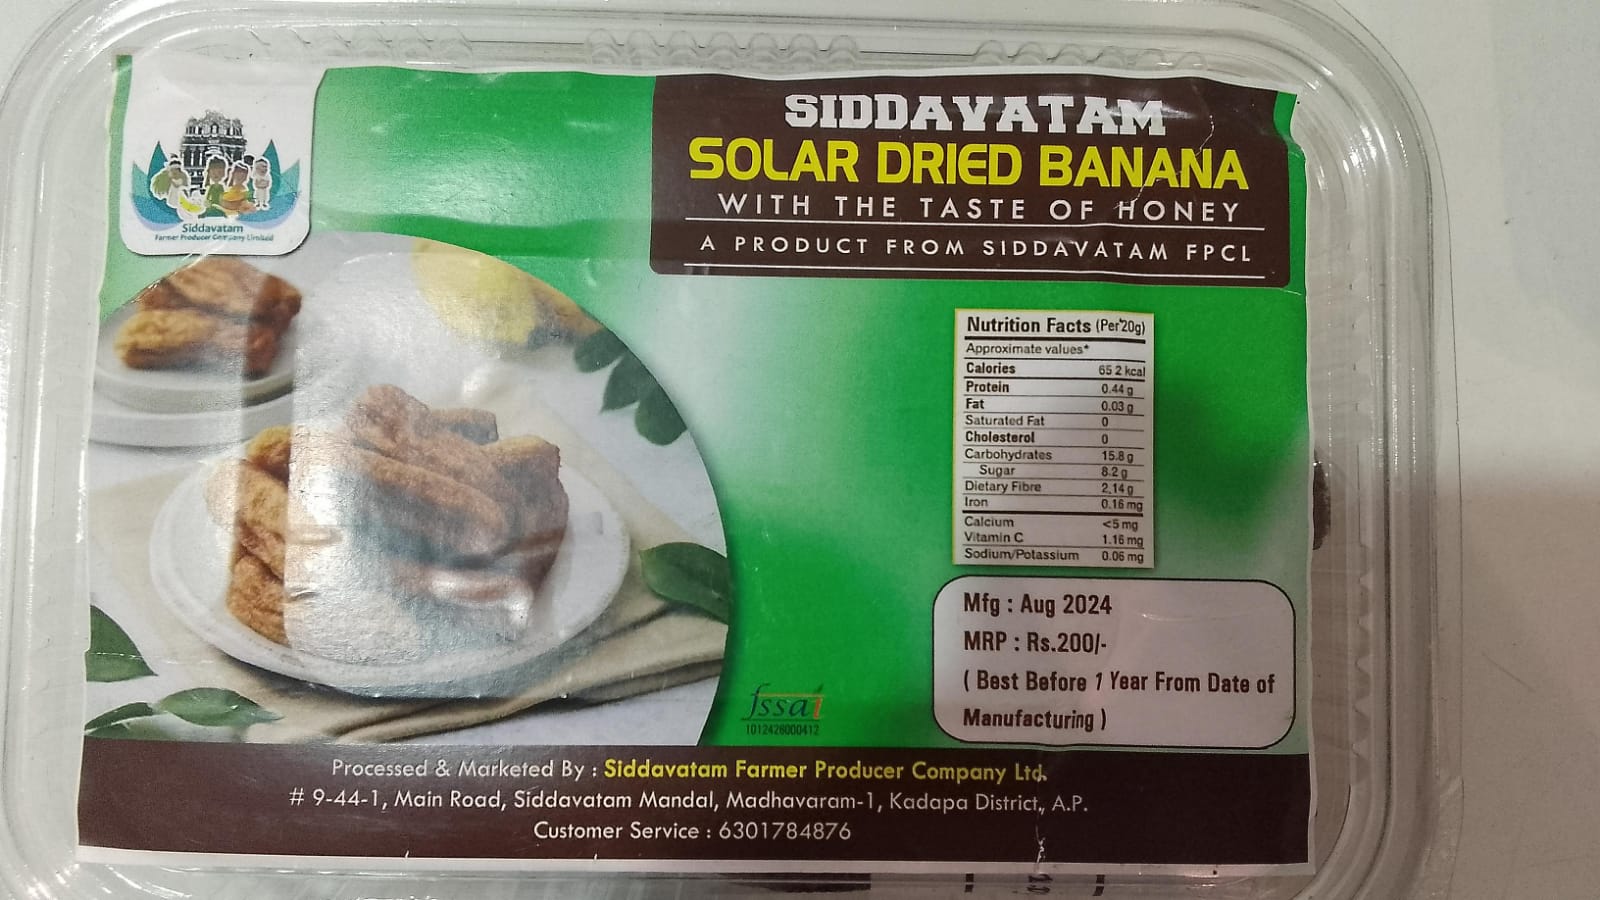 Siddavatam
Farmer Producer Company Limited
SIDDAVATAM
SOLAR DRIED BANANA
WITH THE TASTE OF HONEY
A PRODUCT FROM SIDDAVATAM FPCL
Nutrition Facts (Per 20g)
Approximate values*
Calories 65 2 kcal
Protein 0.44 g
Fat 0.03 g
Saturated Fat 0
Cholesterol 0
Carbohydrates 15.8 g
Sugar 8.2 g
Dietary Fibre 2.14 g
Iron 0.16 mg
Calcium <5 mg
Vitamin C 1.16 mg
Sodium/Potassium 0.06 mg
Mfg : Aug 2024
MRP : Rs.200/-
( Best Before 1 Year From Date of
Manufacturing )
fssai
1012426000412
Processed & Marketed By : Siddavatam Farmer Producer Company Ltd.
# 9-44-1, Main Road, Siddavatam Mandal, Madhavaram-1, Kadapa District, A.P.
Customer Service : 6301784876